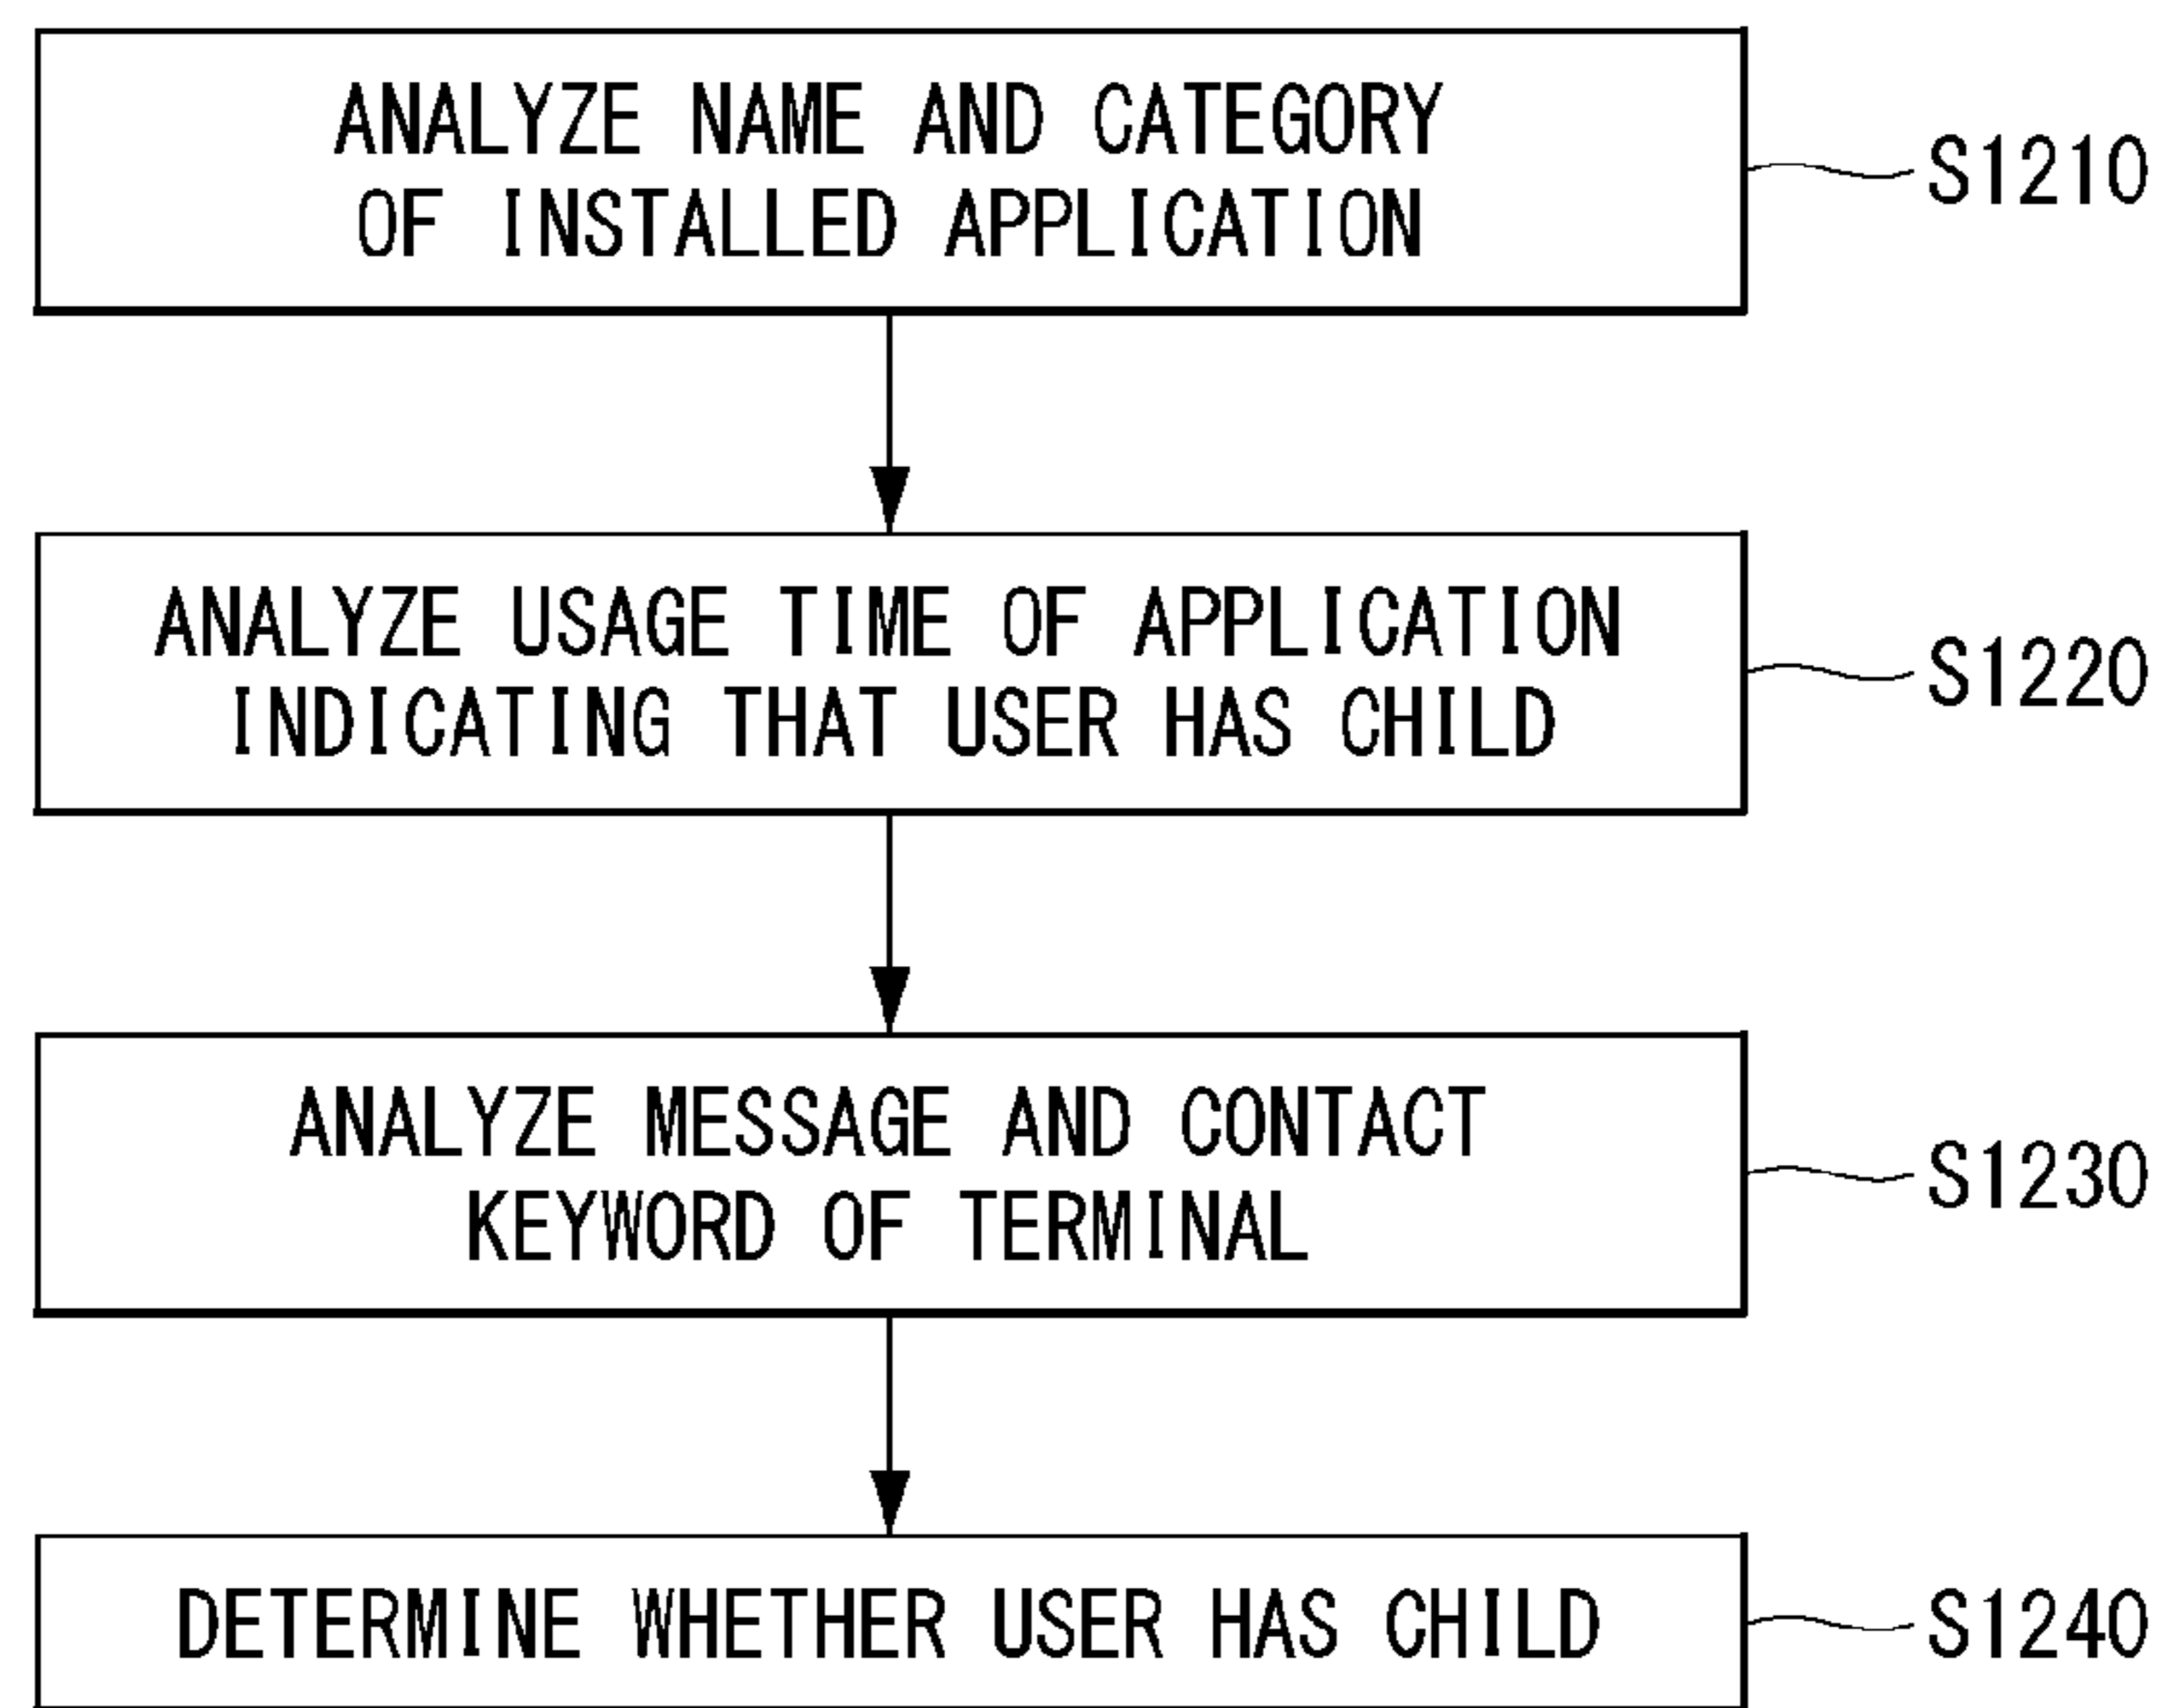 ANALYZE NAME AND CATEGORY
OF INSTALLED APPLICATION
S1210
ANALYZE USAGE TIME OF APPLICATION
INDICATING THAT USER HAS CHILD
S1220
ANALYZE MESSAGE AND CONTACT
KEYWORD OF TERMINAL
S1230
DETERMINE WHETHER USER HAS CHILD
S1240